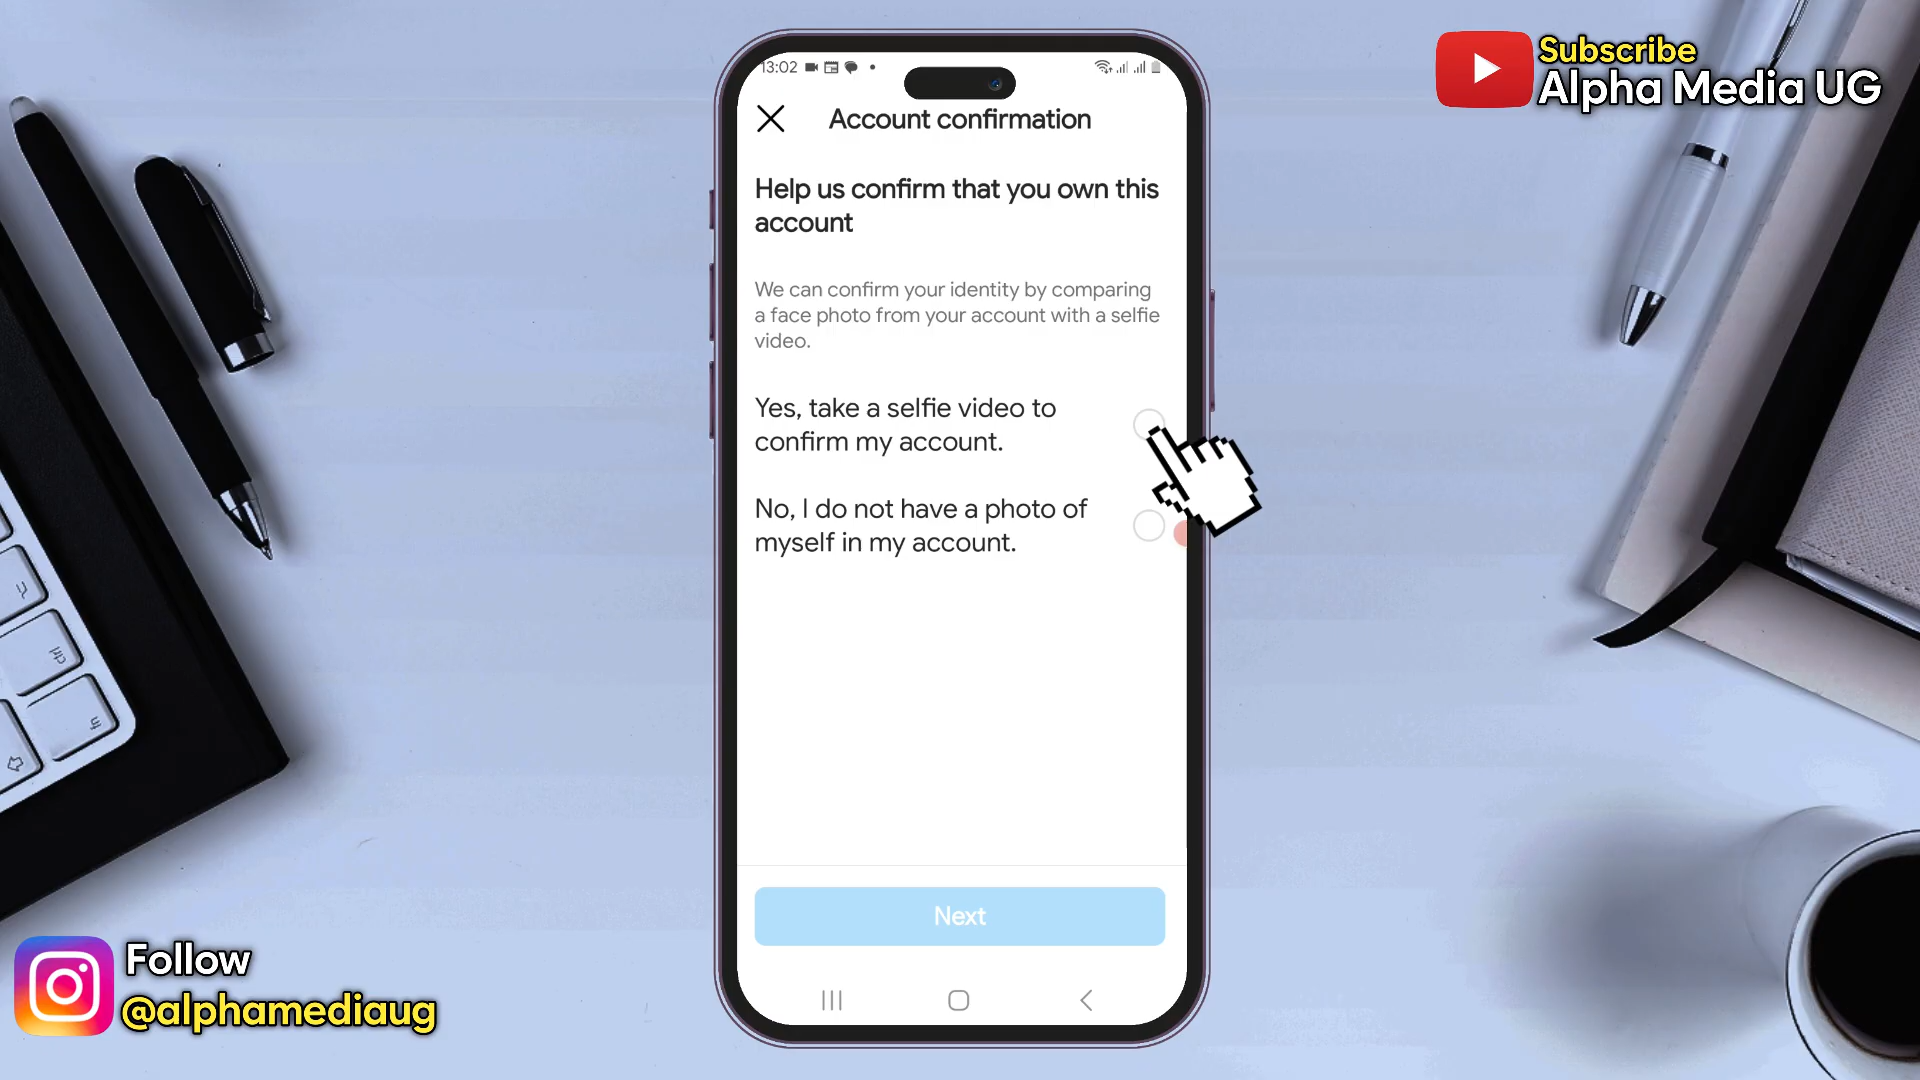 Subscribe
Alpha Media UG
13:02
Account confirmation
Help us confirm that you own this
account
We can confirm your identity by comparing
a face photo from your account with a selfie
video.
Yes, take a selfie video to
confirm my account.
No, I do not have a photo of
myself in my account.
Next
ctrl
fn
Follow
@alphamediaug